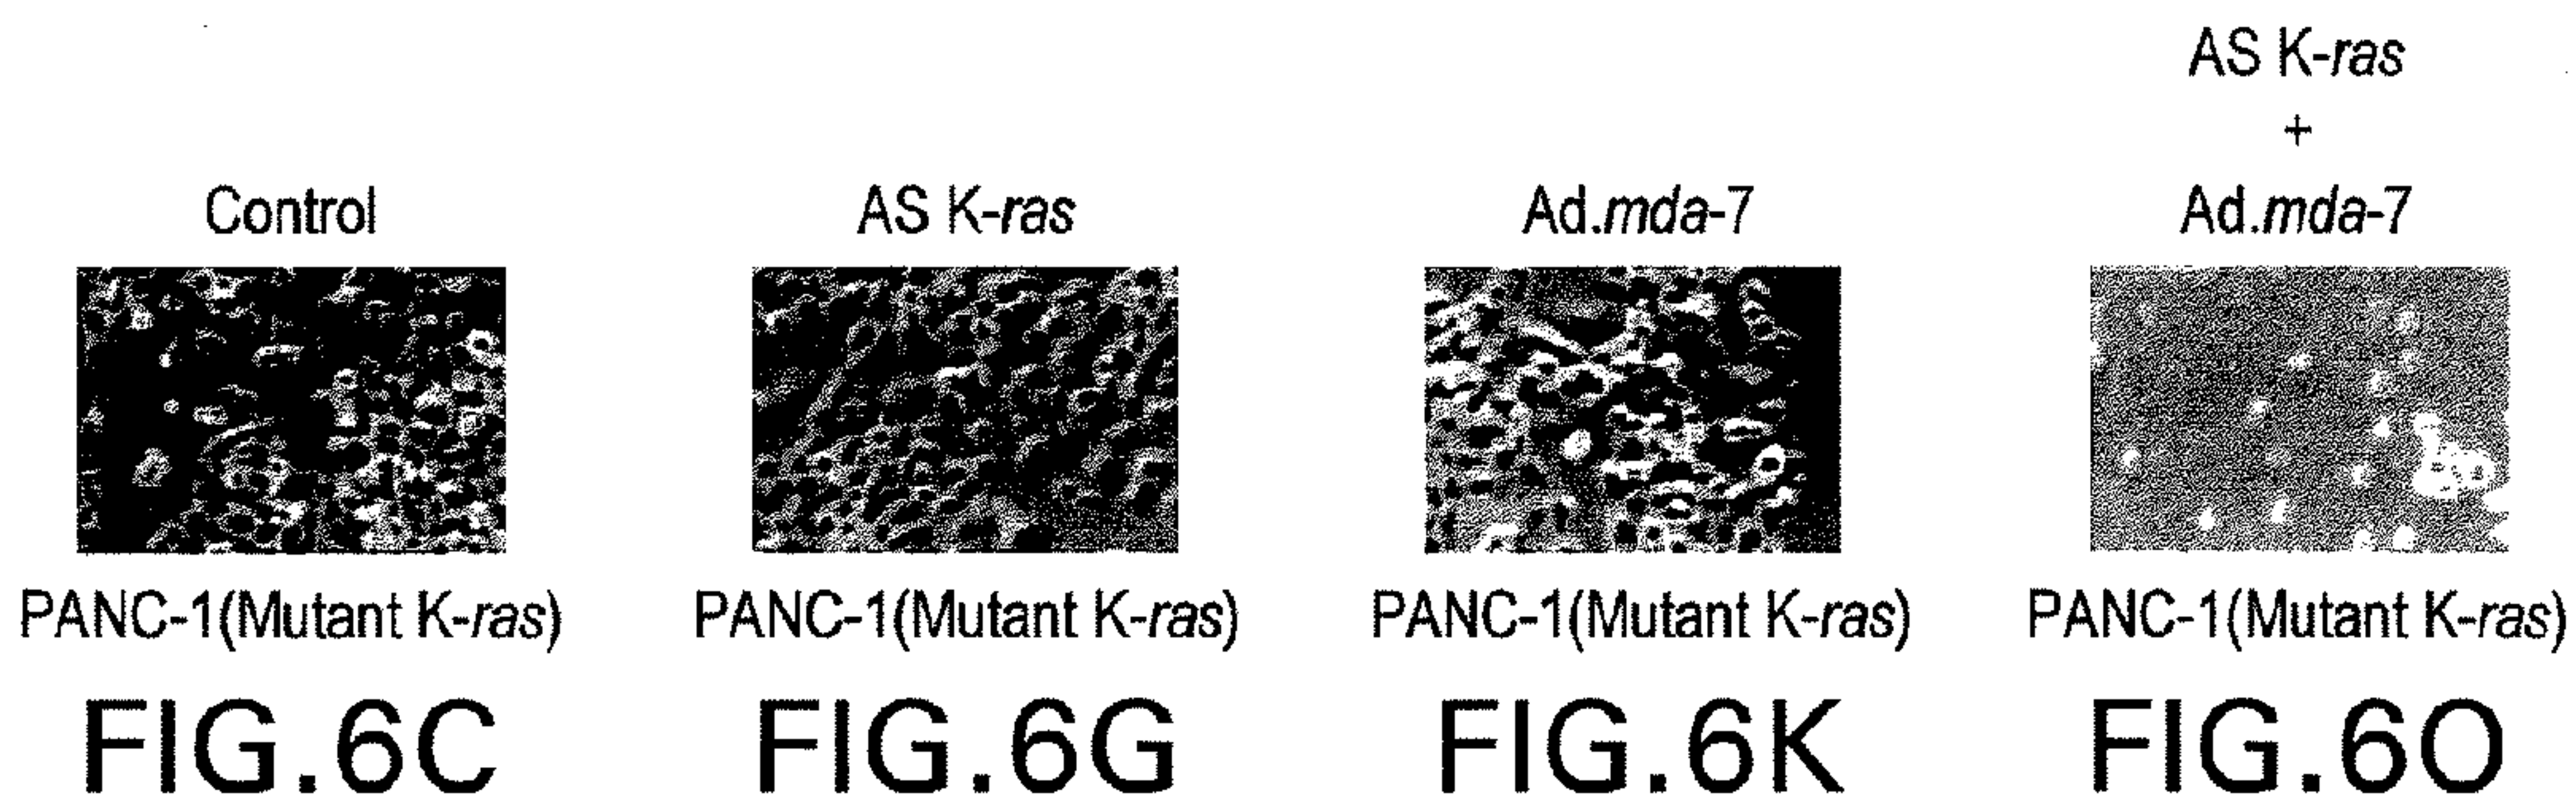 Control
PANC-1(Mutant K-ras)
FIG.6C
AS K-ras
PANC-1(Mutant K-ras)
FIG.6G
Ad.mda-7
PANC-1(Mutant K-ras)
FIG.6K
AS K-ras
+
Ad.mda-7
PANC-1(Mutant K-ras)
FIG.6O